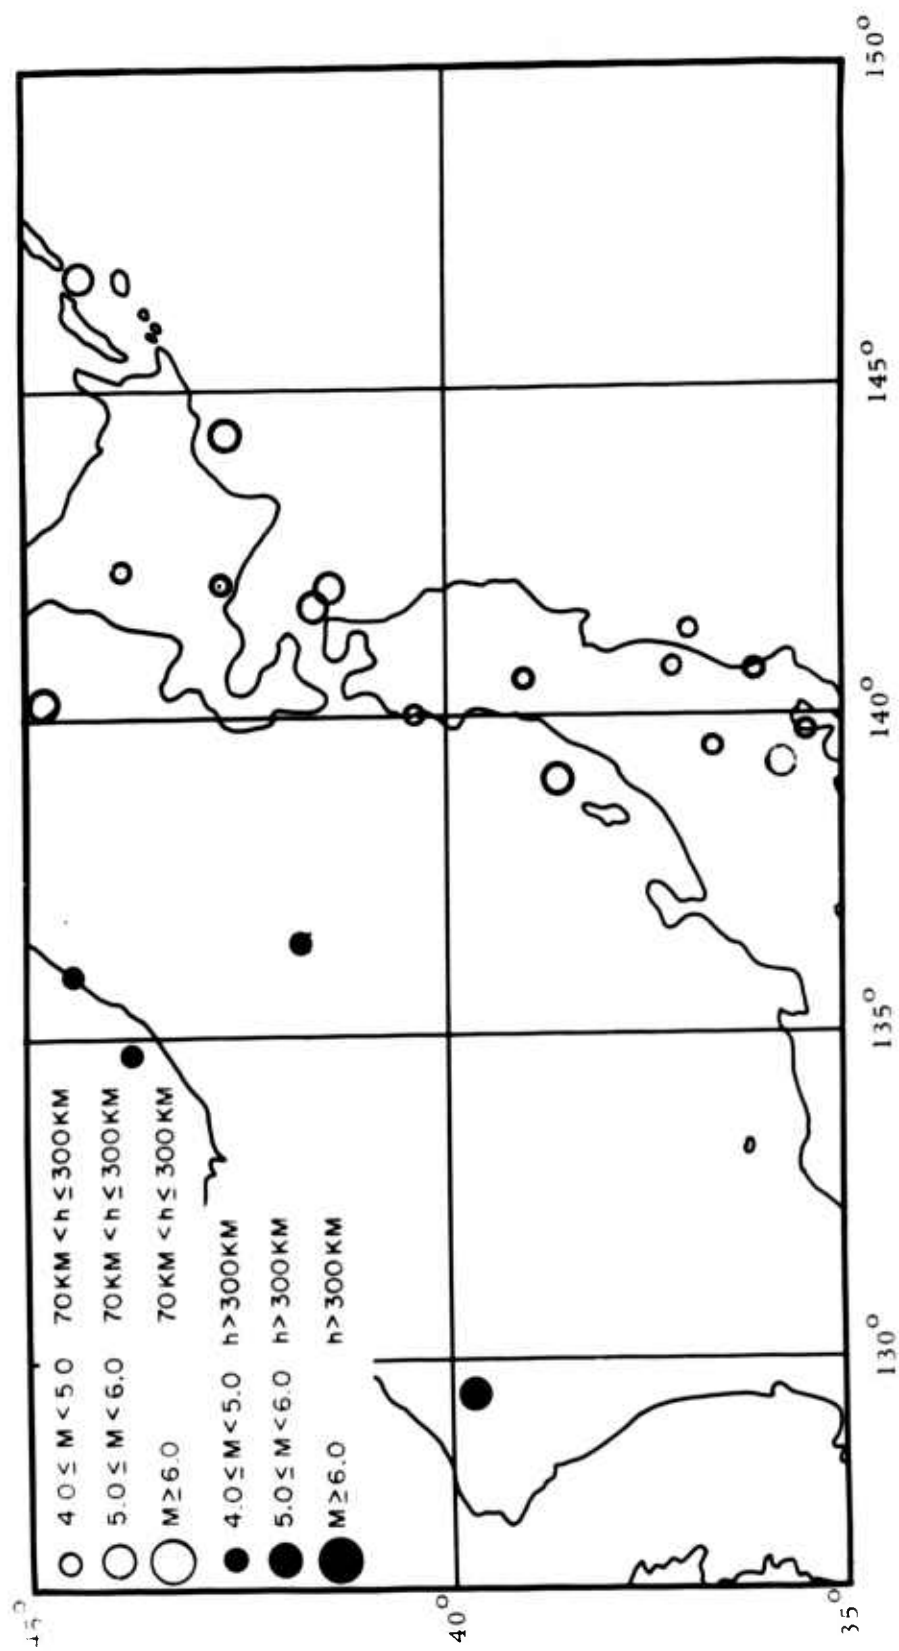 4.0 ≤ M < 5.0 70KM < h ≤ 300KM
5.0 ≤ M < 6.0 70KM < h ≤ 300KM
M ≥ 6.0 70KM < h ≤ 300KM
4.0 ≤ M < 5.0 h > 300KM
5.0 ≤ M < 6.0 h > 300KM
M ≥ 6.0 h > 300KM
45°
40°
35°
130°
135°
140°
145°
150°